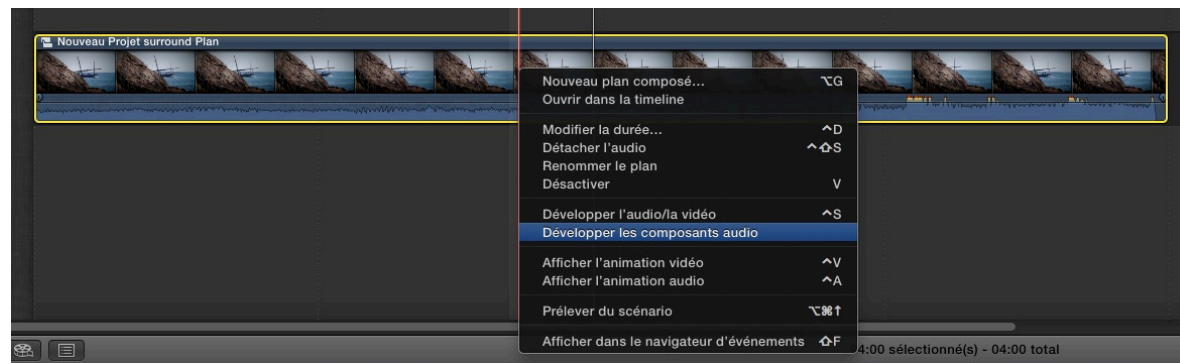 Nouveau Projet surround Plan
Nouveau plan composé... ⌥G
Ouvrir dans la timeline
Modifier la durée... ^D
Détacher l'audio ^⇧S
Renommer le plan
Désactiver V
Développer l'audio/la vidéo ^S
Développer les composants audio
Afficher l'animation vidéo ^V
Afficher l'animation audio ^A
Prélever du scénario ⌥⌘↑
Afficher dans le navigateur d'événements ⇧F
4:00 sélectionné(s) - 04:00 total